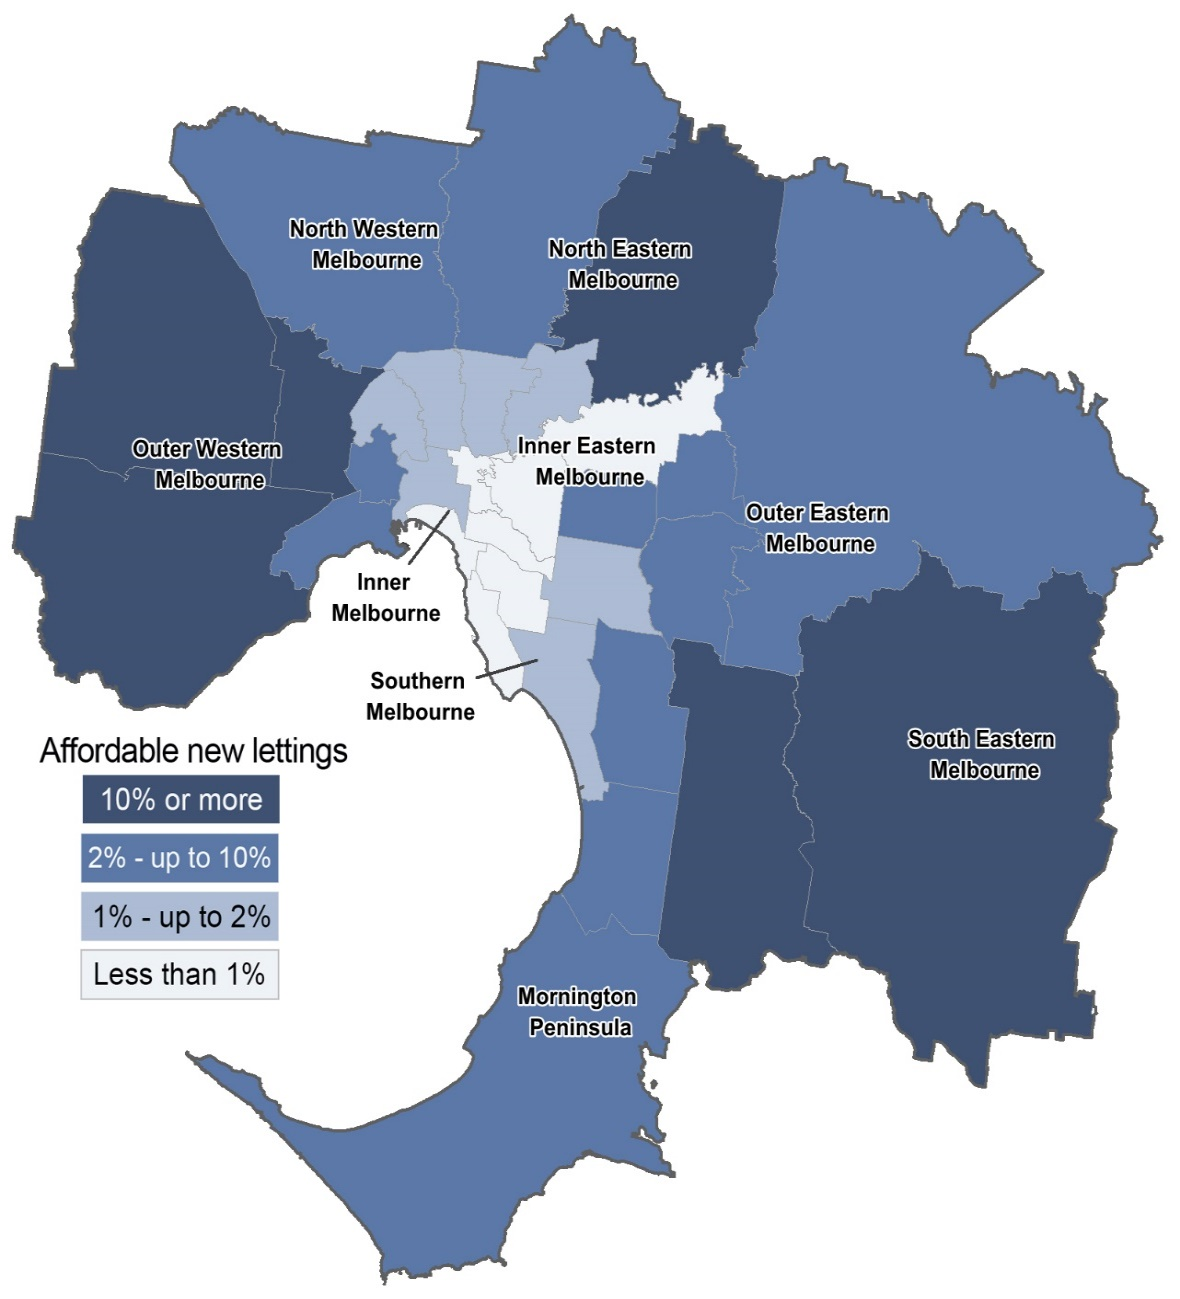 North Western
Melbourne
North Eastern
Melbourne
Outer Western
Melbourne
Inner Eastern
Melbourne
Outer Eastern
Melbourne
Inner
Melbourne
Southern
Melbourne
South Eastern
Melbourne
Mornington
Peninsula
Affordable new lettings
10% or more
2% - up to 10%
1% - up to 2%
Less than 1%